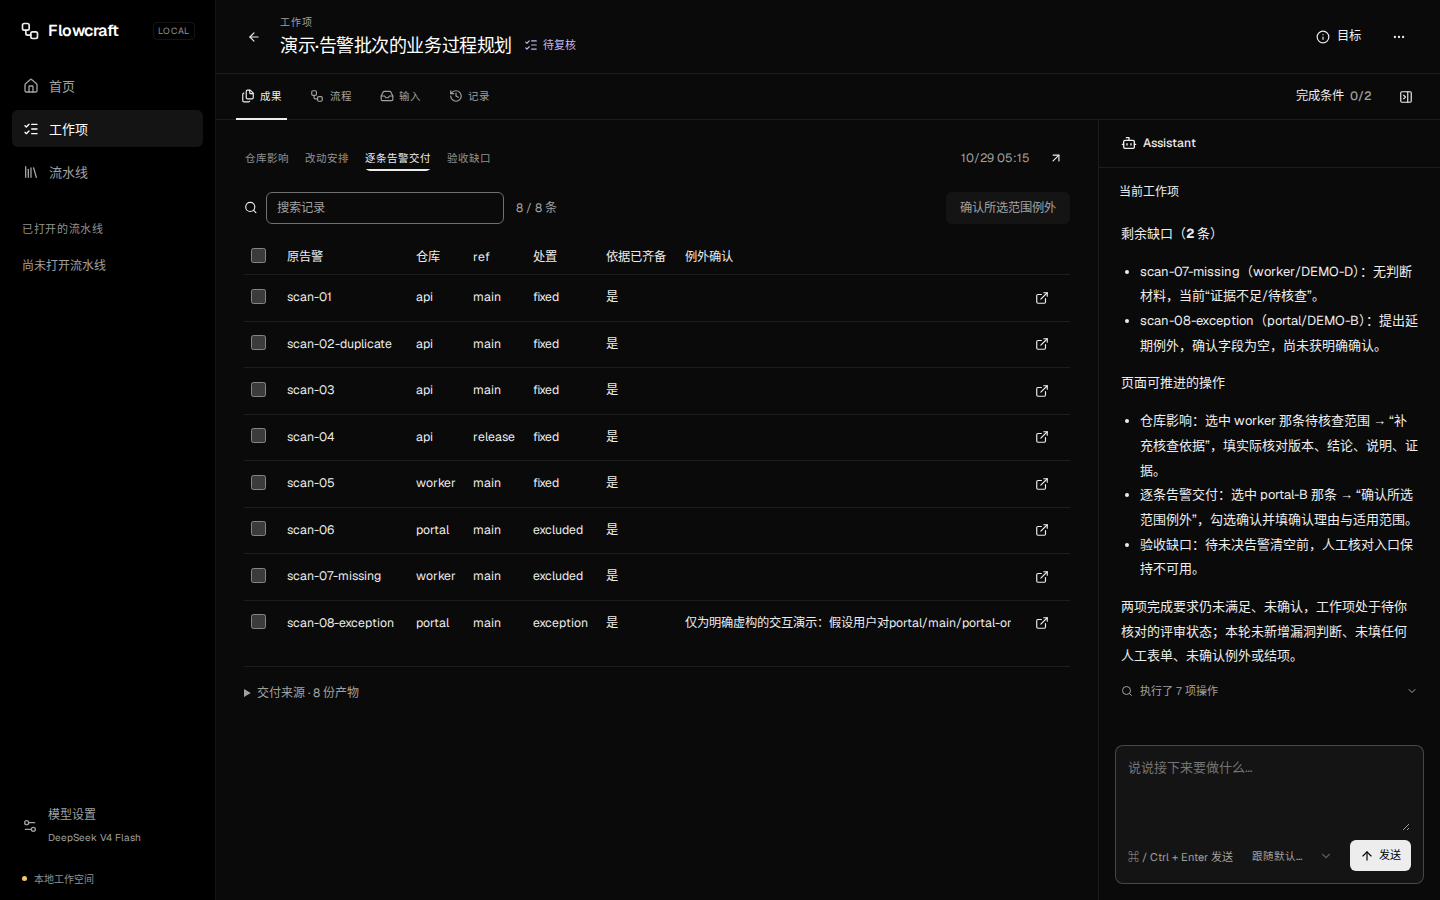 Flowcraft
LOCAL
首页
工作项
流水线
已打开的流水线
尚未打开流水线
模型设置
DeepSeek V4 Flash
本地工作空间
工作项
演示·告警批次的业务过程规划
待复核
目标
成果
流程
输入
记录
完成条件 0/2
仓库影响
改动安排
逐条告警交付
验收缺口
10/29 05:15
搜索记录
8 / 8 条
确认所选范围例外
原告警 仓库 ref 处置 依据已齐备 例外确认
scan-01 api main fixed 是
scan-02-duplicate api main fixed 是
scan-03 api main fixed 是
scan-04 api release fixed 是
scan-05 worker main fixed 是
scan-06 portal main excluded 是
scan-07-missing worker main excluded 是
scan-08-exception portal main exception 是 仅为明确虚构的交互演示：假设用户对portal/main/portal-or
交付来源 · 8 份产物
Assistant
当前工作项
剩余缺口（2 条）
scan-07-missing（worker/DEMO-D）：无判断
材料，当前“证据不足/待核查”。
scan-08-exception（portal/DEMO-B）：提出延
期例外，确认字段为空，尚未获明确确认。
页面可推进的操作
仓库影响：选中 worker 那条待核查范围 → “补
充核查依据”，填实际核对版本、结论、说明、证
据。
逐条告警交付：选中 portal-B 那条 → “确认所选
范围例外”，勾选确认并填确认理由与适用范围。
验收缺口：待未决告警清空前，人工核对入口保
持不可用。
两项完成要求仍未满足、未确认，工作项处于待你
核对的评审状态；本轮未新增漏洞判断、未填任何
人工表单、未确认例外或结项。
执行了 7 项操作
说说接下来要做什么…
⌘ / Ctrl + Enter 发送
跟随默认…
发送